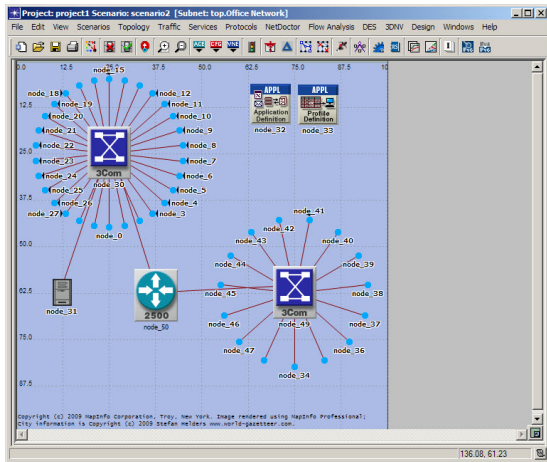 Project: project1 Scenario: scenario2 [Subnet: top.Office Network]
File Edit View Scenarios Topology Traffic Services Protocols NetDoctor Flow Analysis DES 3DNV Design Windows Help
ACE CFG VNE
0.0 12.5 25.0 37.5 50.0 62.5 75.0 87.5 10
node_15
node_18 node_12
12.5
node_19 node_11
node_20 node_10
node_21 node_9
node_22 node_8
25.0
node_23 node_7
node_24 node_6
3Com
node_30
node_25 node_5
37.5
node_26 node_4
node_27 node_3
node_0
APPL
Application
Definition
node_32
APPL
Profile
Definition
node_33
50.0
node_41
node_42
node_43 node_40
node_44 node_39
62.5
node_45 node_38
node_31
2500
node_50
3Com
node_49
node_46 node_37
75.0
node_47 node_36
node_34
87.5
Copyright (c) 2009 MapInfo Corporation, Troy, New York. Image rendered using MapInfo Professional;
City information is Copyright (c) 2009 Stefan Helders www.world-gazetteer.com.
136.08, 61.23